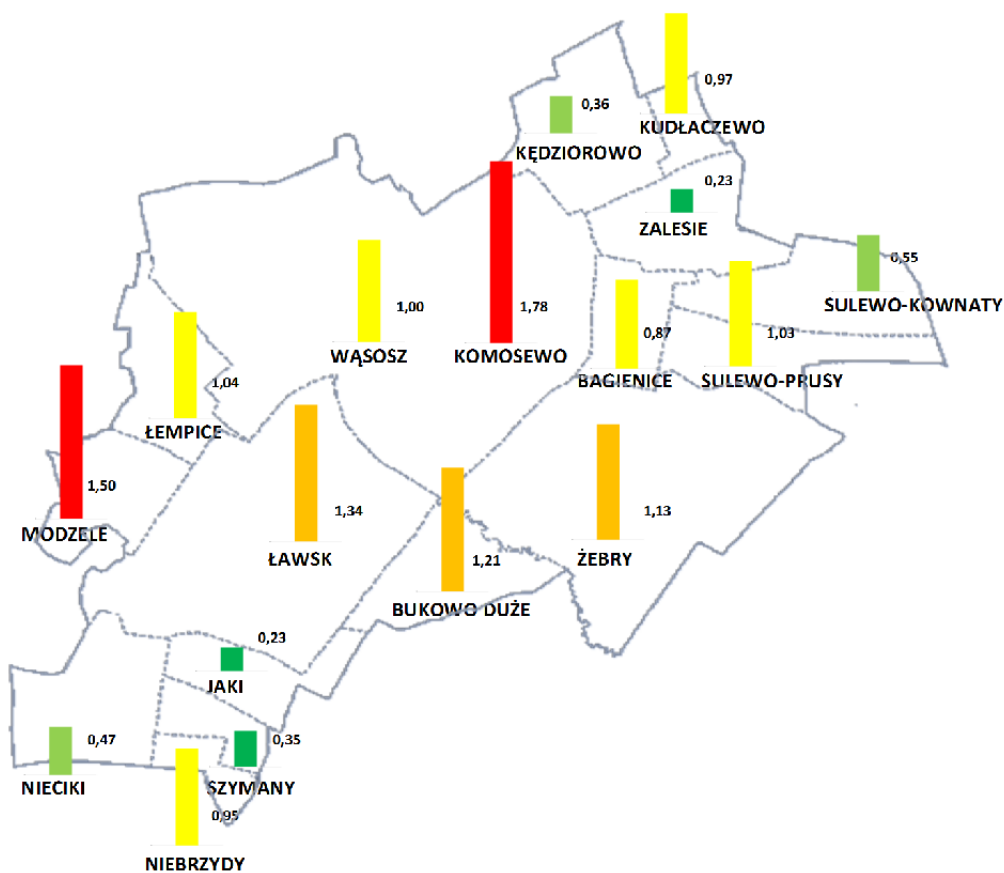 0,97
KUDŁACZEWO
0,36
KĘDZIOROWO
0,23
ZALESIE
0,55
SULEWO-KOWNATY
1,00
WĄSOSZ
1,78
KOMOSEWO
0,87
BAGIENICE
1,03
SULEWO-PRUSY
1,04
ŁEMPICE
1,50
MODZELE
1,34
ŁAWSK
1,21
BUKOWO DUŻE
1,13
ŻEBRY
0,23
JAKI
0,47
NIECIKI
0,35
SZYMANY
0,95
NIEBRZYDY